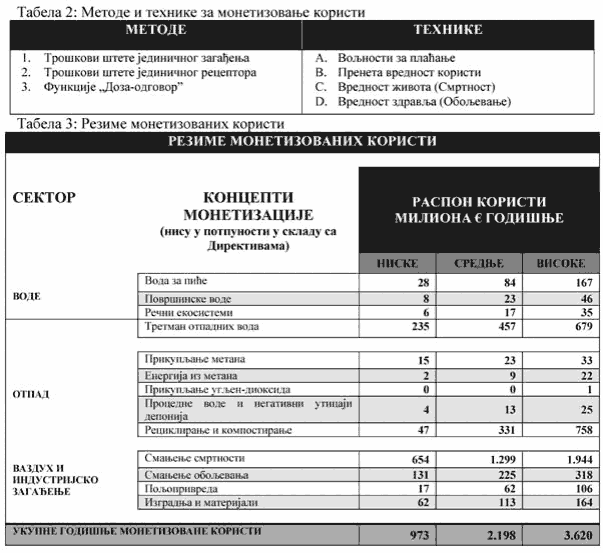 Табела 2: Методе и технике за монетизовање користи
МЕТОДЕ ТЕХНИКЕ
1. Трошкови штете јединичног загађења A. Вољности за плаћање
2. Трошкови штете јединичног рецептора B. Пренета вредност користи
3. Функције „Доза-одговор” C. Вредност живота (Смртност)
D. Вредност здравља (Обољевање)
Табела 3: Резиме монетизованих користи
РЕЗИМЕ МОНЕТИЗОВАНИХ КОРИСТИ
СЕКТОР КОНЦЕПТИ МОНЕТИЗАЦИЈЕ РАСПОН КОРИСТИ
(нису у потпуности у складу са МИЛИОНА € ГОДИШЊЕ
Директивама)
НИСКЕ СРЕДЊЕ ВИСОКЕ
ВОДЕ
Вода за пиће 28 84 167
Површинске воде 8 23 46
Речни екосистеми 6 17 35
Третман отпадних вода 235 457 679
ОТПАД
Прикупљање метана 15 23 33
Енергија из метана 2 9 22
Прикупљање угљен-диоксида 0 0 1
Процедне воде и негативни утицаји
депонија 4 13 25
Рециклирање и компостирање 47 331 758
ВАЗДУХ И
ИНДУСТРИЈСКО
ЗАГАЂЕЊЕ
Смањење смртности 654 1.299 1.944
Смањење обољевања 131 225 318
Пољопривреда 17 62 106
Изградња и материјали 62 113 164
УКУПНЕ ГОДИШЊЕ МОНЕТИЗОВАНЕ КОРИСТИ 973 2.198 3.620